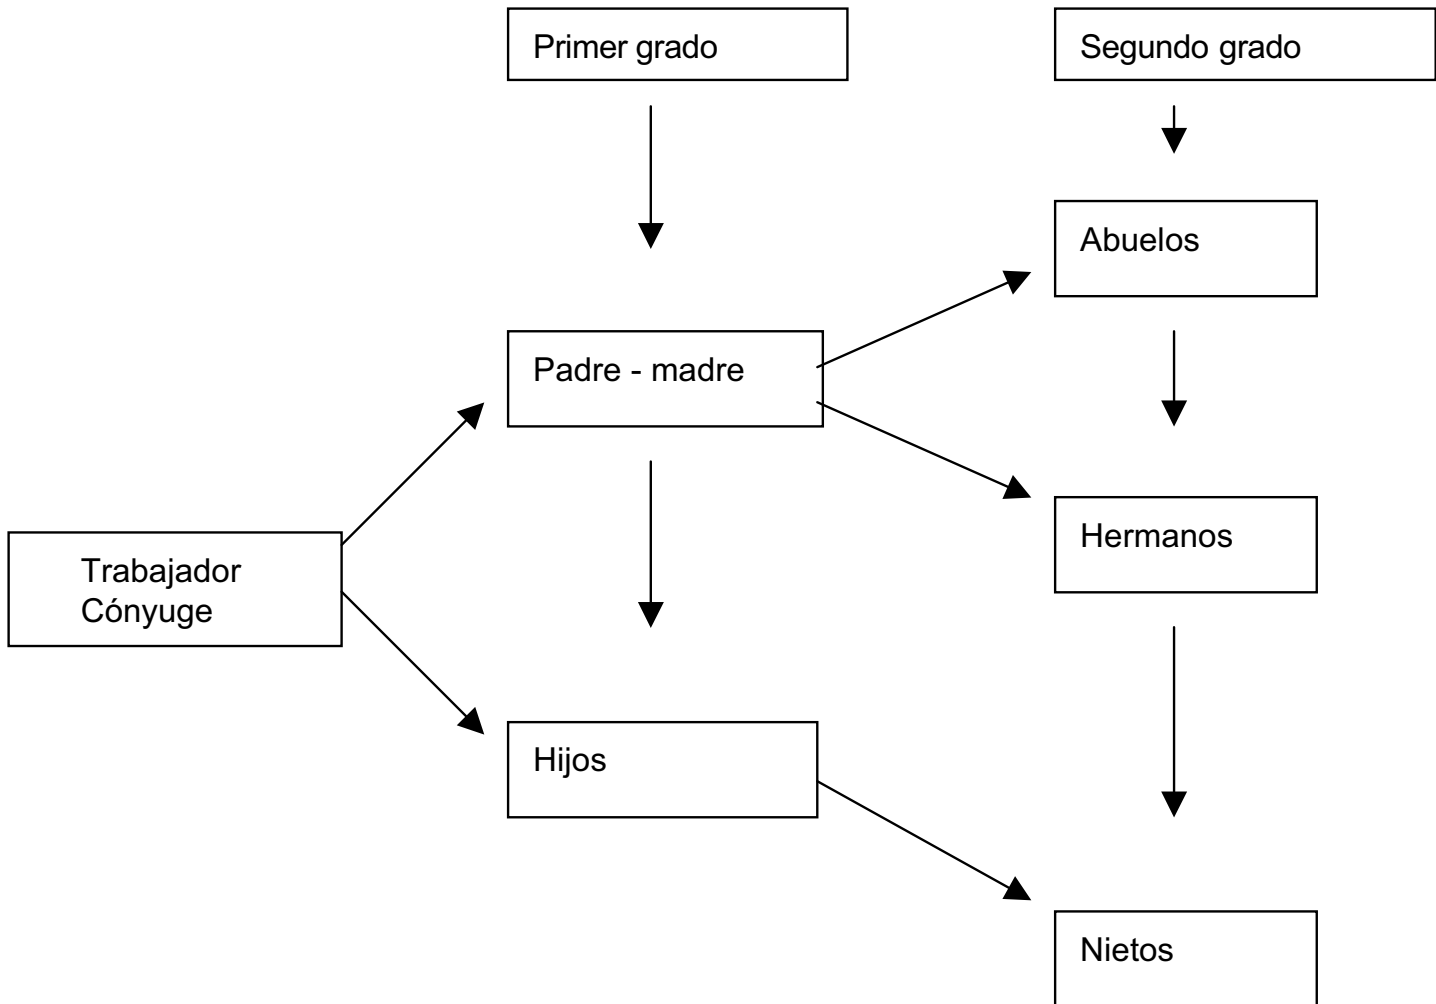 Primer grado
Segundo grado
Abuelos
Padre - madre
Hermanos
Trabajador
Cónyuge
Hijos
Nietos